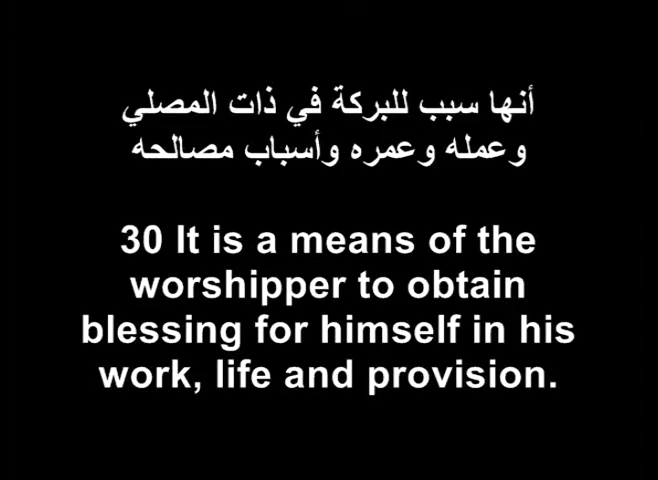 أنها سبب للبركة في ذات المصلي
وعمله وعمره وأسباب مصالحه
30 It is a means of the
worshipper to obtain
blessing for himself in his
work, life and provision.